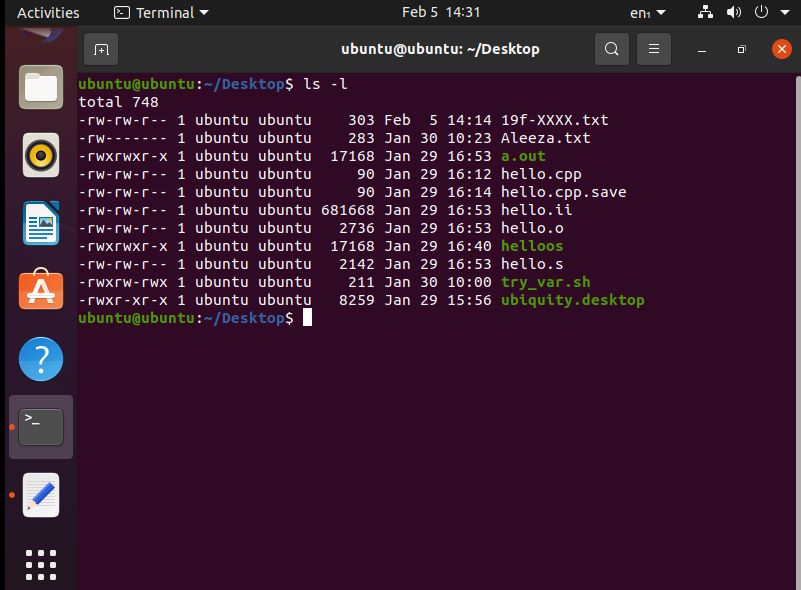 Activities Terminal Feb 5 14:31 en₁
ubuntu@ubuntu: ~/Desktop
ubuntu@ubuntu:~/Desktop$ ls -l
total 748
-rw-rw-r-- 1 ubuntu ubuntu    303 Feb  5 14:14 19f-XXXX.txt
-rw------- 1 ubuntu ubuntu    283 Jan 30 10:23 Aleeza.txt
-rwxrwxr-x 1 ubuntu ubuntu  17168 Jan 29 16:53 a.out
-rw-rw-r-- 1 ubuntu ubuntu     90 Jan 29 16:12 hello.cpp
-rw-rw-r-- 1 ubuntu ubuntu     90 Jan 29 16:14 hello.cpp.save
-rw-rw-r-- 1 ubuntu ubuntu 681668 Jan 29 16:53 hello.ii
-rw-rw-r-- 1 ubuntu ubuntu   2736 Jan 29 16:53 hello.o
-rwxrwxr-x 1 ubuntu ubuntu  17168 Jan 29 16:40 helloos
-rw-rw-r-- 1 ubuntu ubuntu   2142 Jan 29 16:53 hello.s
-rwxrw-rwx 1 ubuntu ubuntu    211 Jan 30 10:00 try_var.sh
-rwxr-xr-x 1 ubuntu ubuntu   8259 Jan 29 15:56 ubiquity.desktop
ubuntu@ubuntu:~/Desktop$